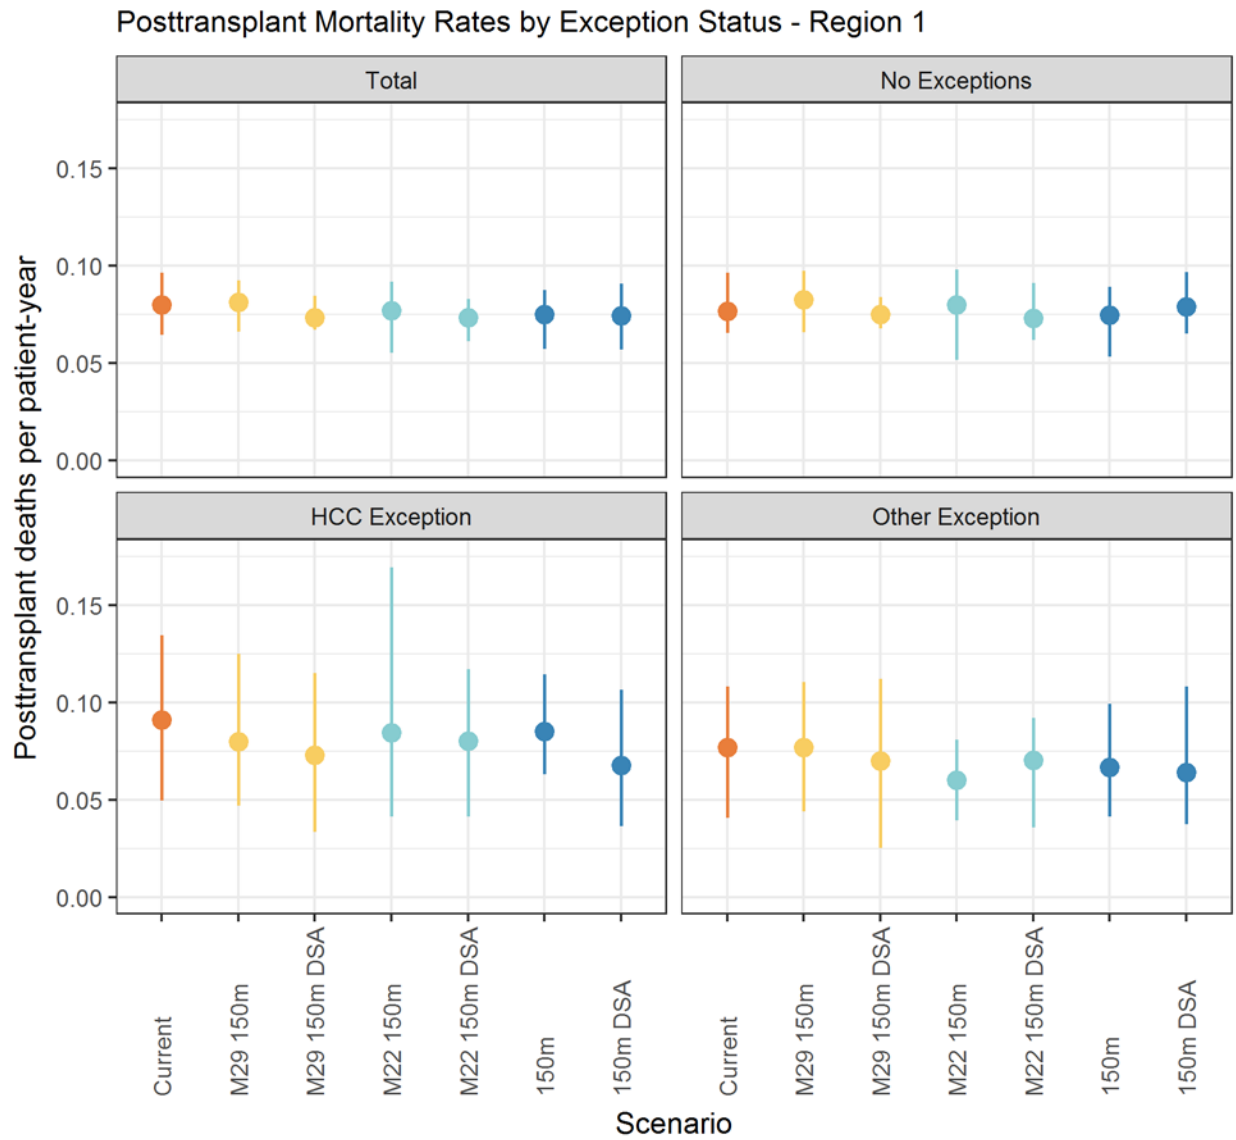 Posttransplant Mortality Rates by Exception Status - Region 1
Total
No Exceptions
0.15
0.10
0.05
0.00
HCC Exception
Other Exception
0.15
0.10
0.05
0.00
Posttransplant deaths per patient-year
Current
M29 150m
M29 150m DSA
M22 150m
M22 150m DSA
150m
150m DSA
Current
M29 150m
M29 150m DSA
M22 150m
M22 150m DSA
150m
150m DSA
Scenario